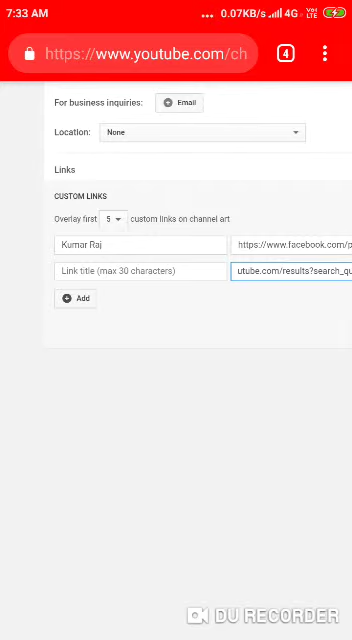 7:33 AM ... 0.07KB/s 4G Vo LTE
https://www.youtube.com/ch 4
For business inquiries: Email
Location: None
Links
CUSTOM LINKS
Overlay first 5 custom links on channel art
Kumar Raj https://www.facebook.com/p
Link title (max 30 characters) utube.com/results?search_qu
Add
DU RECORDER